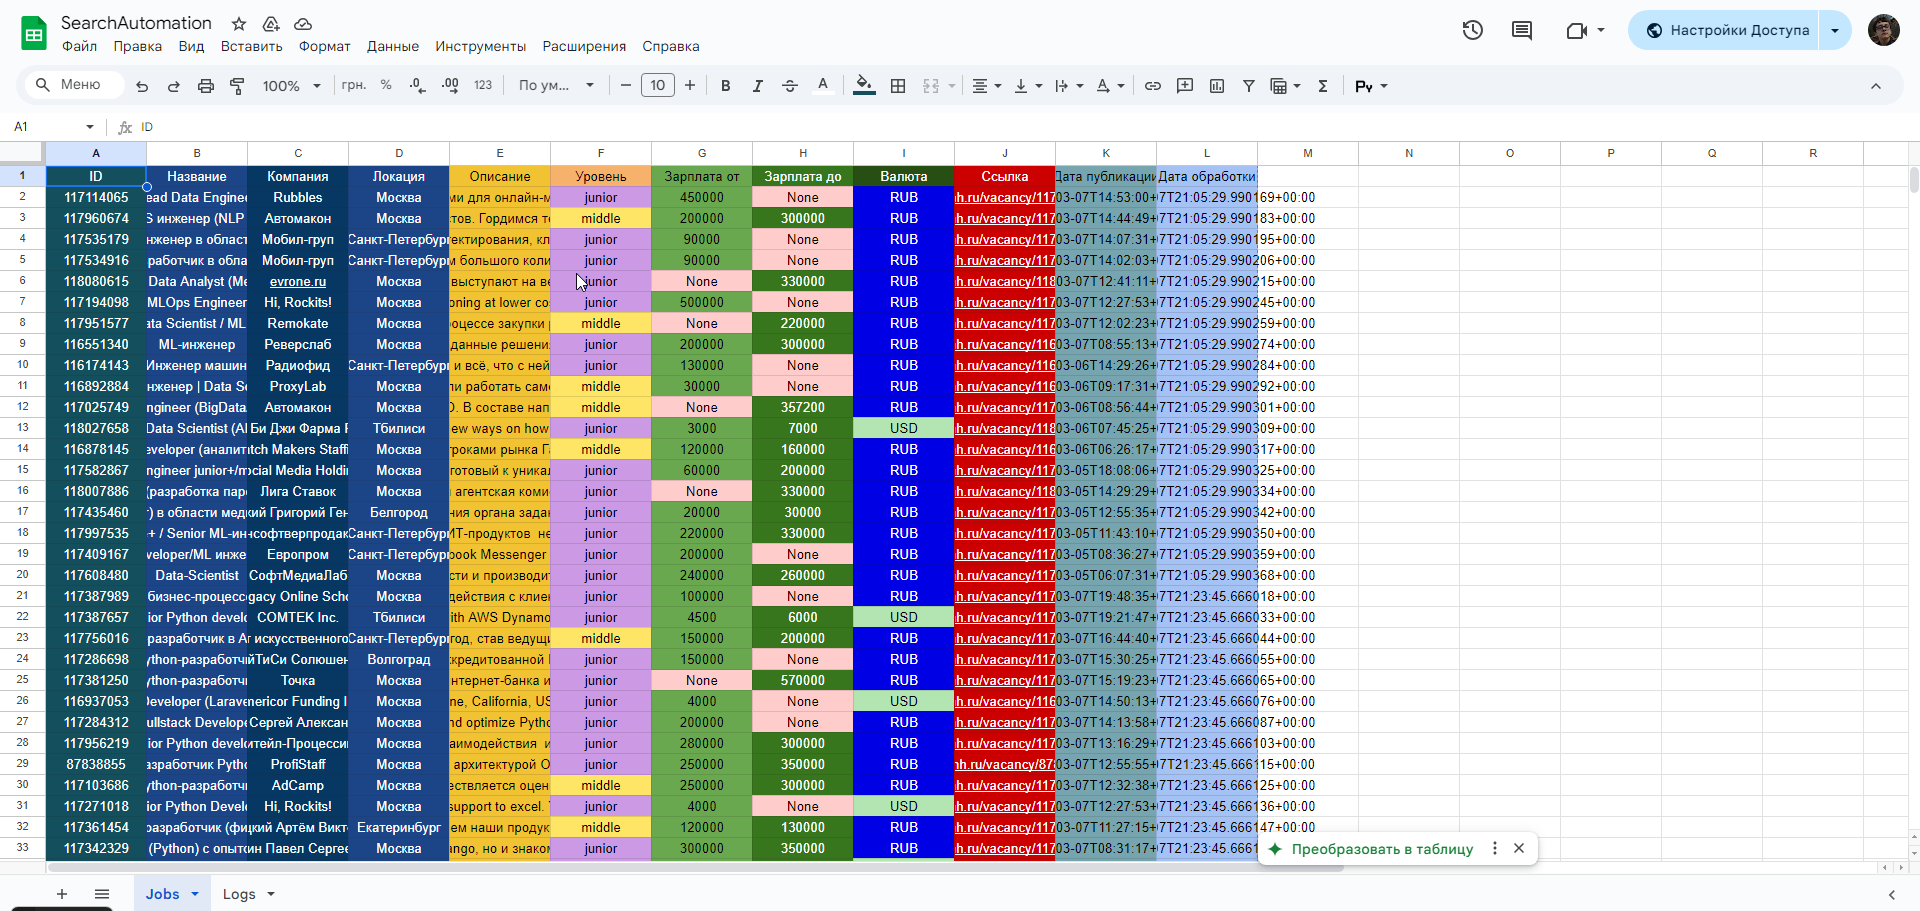 SearchAutomation
Файл Правка Вид Вставить Формат Данные Инструменты Расширения Справка
Настройки Доступа
Меню 100% грн. % .0 .00 123 По ум... 10 B I A Σ Py
A1 fx ID
A B C D E F G H I J K L M N O P Q R
1 ID Название Компания Локация Описание Уровень Зарплата от Зарплата до Валюта Ссылка Дата публикации Дата обработки
2 117114065 ead Data Enginee Rubbles Москва ми для онлайн-м junior 450000 None RUB h.ru/vacancy/117 03-07T14:53:00+ 7T21:05:29.990169+00:00
3 117960674 S инженер (NLP Автомакон Москва тов. Гордимся те middle 200000 300000 RUB h.ru/vacancy/117 03-07T14:44:49+ 7T21:05:29.990183+00:00
4 117535179 нженер в област Мобил-груп Санкт-Петербург ектирования, кл junior 90000 None RUB h.ru/vacancy/117 03-07T14:07:31+ 7T21:05:29.990195+00:00
5 117534916 работчик в обла Мобил-груп Санкт-Петербург м большого коли junior 90000 None RUB h.ru/vacancy/117 03-07T14:02:03+ 7T21:05:29.990206+00:00
6 118080615 Data Analyst (Me evrone.ru Москва выступают на ве junior None 330000 RUB h.ru/vacancy/118 03-07T12:41:11+ 7T21:05:29.990215+00:00
7 117194098 MLOps Engineer Hi, Rockits! Москва oning at lower cos junior 500000 None RUB h.ru/vacancy/117 03-07T12:27:53+ 7T21:05:29.990245+00:00
8 117951577 ata Scientist / ML Remokate Москва оцессе закупки middle None 220000 RUB h.ru/vacancy/117 03-07T12:02:23+ 7T21:05:29.990259+00:00
9 116551340 ML-инженер Реверслаб Москва данные решени junior 200000 300000 RUB h.ru/vacancy/116 03-07T08:55:13+ 7T21:05:29.990274+00:00
10 116174143 Инженер машин Радиофид Санкт-Петербург и всё, что с ней junior 130000 None RUB h.ru/vacancy/116 03-06T14:29:26+ 7T21:05:29.990284+00:00
11 116892884 нженер | Data Sc ProxyLab Москва ли работать само middle 30000 None RUB h.ru/vacancy/116 03-06T09:17:31+ 7T21:05:29.990292+00:00
12 117025749 ngineer (BigData Автомакон Москва О. В составе нап middle None 357200 RUB h.ru/vacancy/117 03-06T08:56:44+ 7T21:05:29.990301+00:00
13 118027658 Data Scientist (AI Би Джи Фарма Тбилиси ew ways on how junior 3000 7000 USD h.ru/vacancy/118 03-06T07:45:25+ 7T21:05:29.990309+00:00
14 116878145 eveloper (аналит tch Makers Staffi Москва гроками рынка Га middle 120000 160000 RUB h.ru/vacancy/116 03-06T06:26:17+ 7T21:05:29.990317+00:00
15 117582867 ngineer junior+/m ocial Media Holdin Москва готовый к уникал junior 60000 200000 RUB h.ru/vacancy/117 03-05T18:08:06+ 7T21:05:29.990325+00:00
16 118007886 (разработка пар Лига Ставок Москва агентская коми junior None 330000 RUB h.ru/vacancy/118 03-05T14:29:29+ 7T21:05:29.990334+00:00
17 117435460 ) в области мед кий Григорий Ген Белгород ния органа задан junior 20000 30000 RUB h.ru/vacancy/117 03-05T12:55:35+ 7T21:05:29.990342+00:00
18 117997535 + / Senior ML-ин нсофтверпродак Санкт-Петербург ИТ-продуктов не junior 220000 330000 RUB h.ru/vacancy/117 03-05T11:43:10+ 7T21:05:29.990350+00:00
19 117409167 veloper/ML инже Европром Санкт-Петербург book Messenger junior 200000 None RUB h.ru/vacancy/117 03-05T08:36:27+ 7T21:05:29.990359+00:00
20 117608480 Data-Scientist СофтМедиаЛаб Москва сти и производит junior 240000 260000 RUB h.ru/vacancy/117 03-05T06:07:31+ 7T21:05:29.990368+00:00
21 117387989 бизнес-процесс gacy Online Scho Москва действия с клиен junior 100000 None RUB h.ru/vacancy/117 03-07T19:48:35+ 7T21:23:45.666018+00:00
22 117387657 ior Python develo COMTEK Inc. Тбилиси ith AWS Dynamo junior 4500 6000 USD h.ru/vacancy/117 03-07T19:21:47+ 7T21:23:45.666033+00:00
23 117756016 разработчик в Аг искусственного Санкт-Петербург год, став ведущи middle 150000 200000 RUB h.ru/vacancy/117 03-07T16:44:40+ 7T21:23:45.666044+00:00
24 117286698 ython-разработчи ТиСи Солюшен Волгоград ккредитованной junior 150000 None RUB h.ru/vacancy/117 03-07T15:30:25+ 7T21:23:45.666055+00:00
25 117381250 ython-разработчи Точка Москва нтернет-банка и junior None 570000 RUB h.ru/vacancy/117 03-07T15:19:23+ 7T21:23:45.666065+00:00
26 116937053 Developer (Larave nericor Funding I Москва ne, California, US junior 4000 None USD h.ru/vacancy/116 03-07T14:50:13+ 7T21:23:45.666076+00:00
27 117284312 ullstack Develope Сергей Алексан Москва nd optimize Pytho junior 200000 None RUB h.ru/vacancy/117 03-07T14:13:58+ 7T21:23:45.666087+00:00
28 117956219 ior Python develo тейл-Процессин Москва аимодействия и junior 280000 300000 RUB h.ru/vacancy/117 03-07T13:16:29+ 7T21:23:45.666103+00:00
29 87838855 азработчик Pytho ProfiStaff Москва архитектурой О junior 250000 350000 RUB h.ru/vacancy/878 03-07T12:55:55+ 7T21:23:45.666115+00:00
30 117103686 ython-разработчи AdCamp Москва ествляется оцен middle 250000 300000 RUB h.ru/vacancy/117 03-07T12:32:38+ 7T21:23:45.666125+00:00
31 117271018 ior Python Develo Hi, Rockits! Москва support to excel. junior 4000 None USD h.ru/vacancy/117 03-07T12:27:53+ 7T21:23:45.666136+00:00
32 117361454 разработчик (фи цкий Артём Викт Екатеринбург ем наши продук middle 120000 130000 RUB h.ru/vacancy/117 03-07T11:27:15+ 7T21:23:45.666147+00:00
33 117342329 (Python) с опыто ин Павел Сергее Москва ango, но и знаком junior 300000 350000 RUB h.ru/vacancy/117 03-07T08:31:17+ 7T21:23:45.6661
Преобразовать в таблицу
Jobs Logs